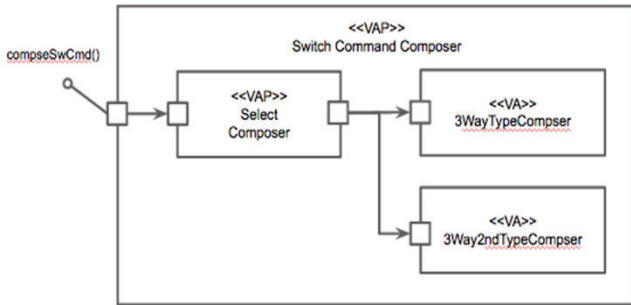 <<VAP>>
Switch Command Composer
compseSwCmd()
<<VAP>>
Select
Composer
<<VA>>
3WayTypeCompser
<<VA>>
3Way2ndTypeCompser